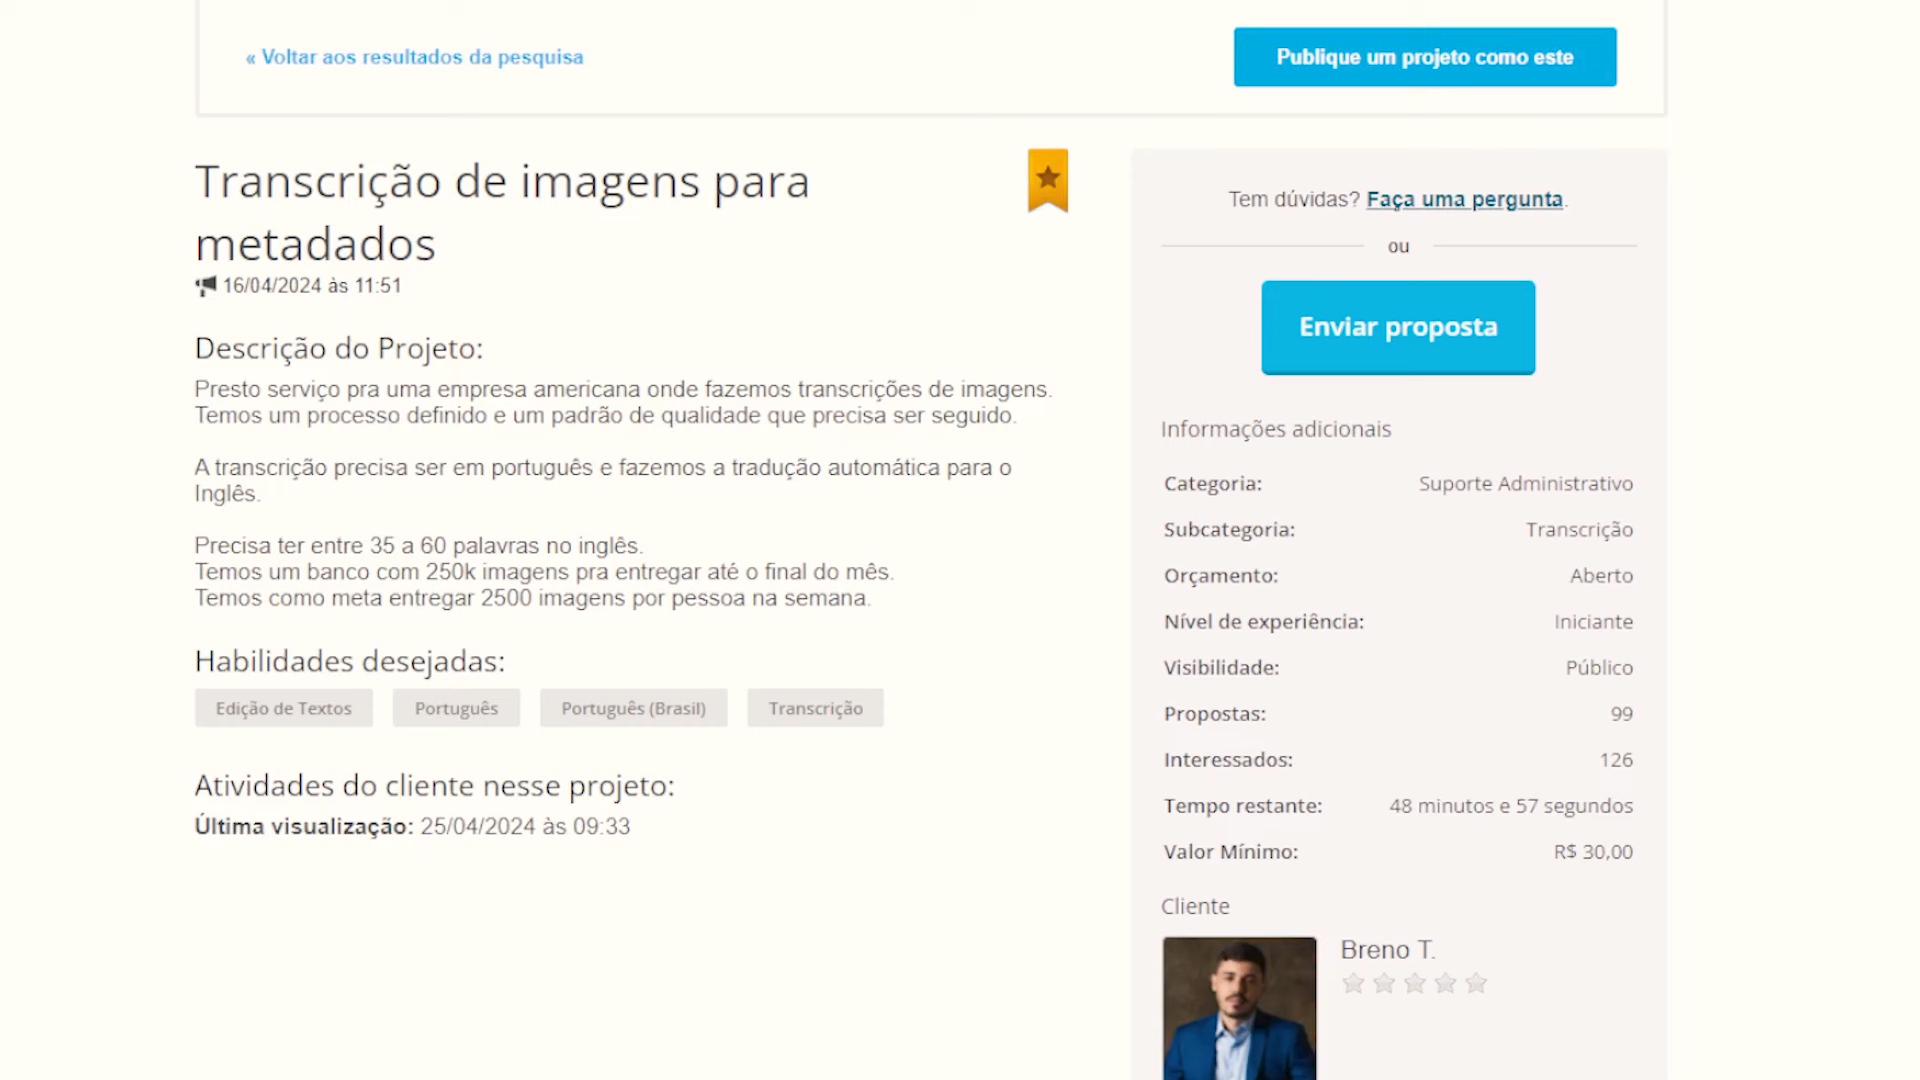 « Voltar aos resultados da pesquisa
Publique um projeto como este
Transcrição de imagens para
metadados
16/04/2024 às 11:51
Descrição do Projeto:
Presto serviço pra uma empresa americana onde fazemos transcrições de imagens.
Temos um processo definido e um padrão de qualidade que precisa ser seguido.
A transcrição precisa ser em português e fazemos a tradução automática para o
Inglês.
Precisa ter entre 35 a 60 palavras no inglês.
Temos um banco com 250k imagens pra entregar até o final do mês.
Temos como meta entregar 2500 imagens por pessoa na semana.
Habilidades desejadas:
Edição de Textos
Português
Português (Brasil)
Transcrição
Atividades do cliente nesse projeto:
Última visualização: 25/04/2024 às 09:33
Tem dúvidas? Faça uma pergunta.
ou
Enviar proposta
Informações adicionais
Categoria: Suporte Administrativo
Subcategoria: Transcrição
Orçamento: Aberto
Nível de experiência: Iniciante
Visibilidade: Público
Propostas: 99
Interessados: 126
Tempo restante: 48 minutos e 57 segundos
Valor Mínimo: R$ 30,00
Cliente
Breno T.